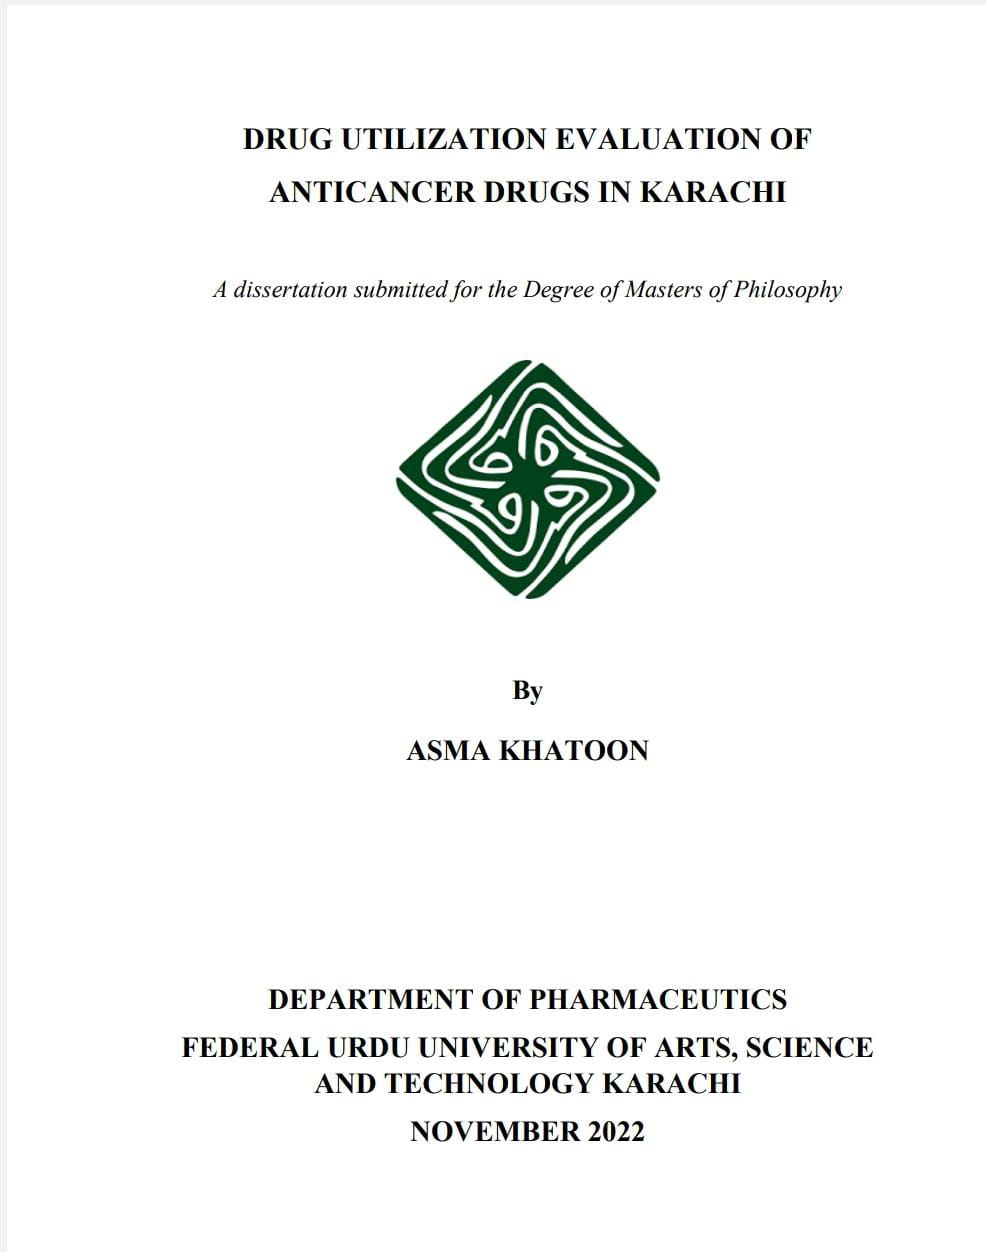 DRUG UTILIZATION EVALUATION OF
ANTICANCER DRUGS IN KARACHI
A dissertation submitted for the Degree of Masters of Philosophy
By
ASMA KHATOON
DEPARTMENT OF PHARMACEUTICS
FEDERAL URDU UNIVERSITY OF ARTS, SCIENCE
AND TECHNOLOGY KARACHI
NOVEMBER 2022